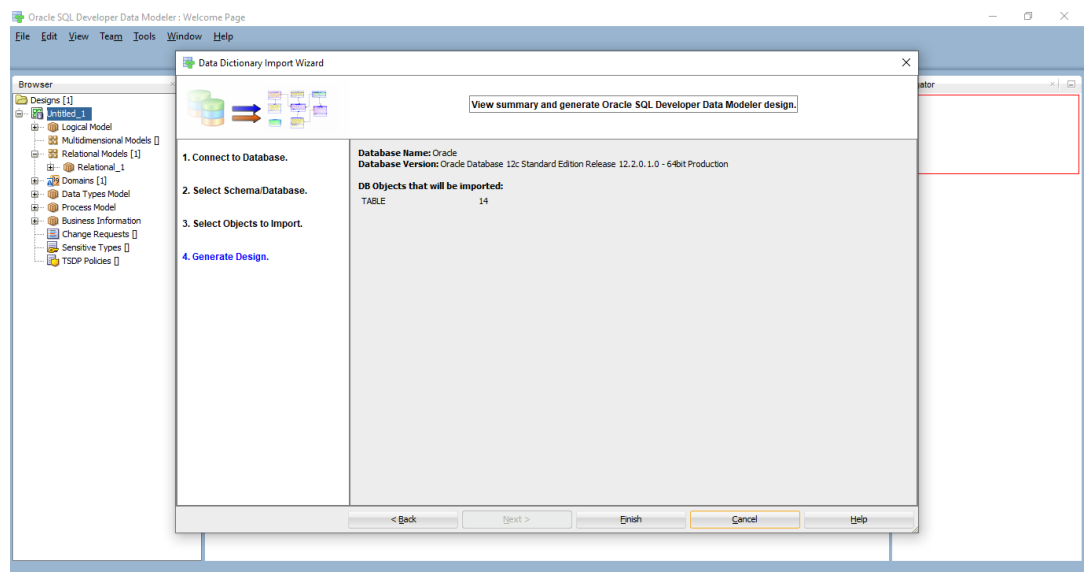 Oracle SQL Developer Data Modeler : Welcome Page
File Edit View Team Tools Window Help
Data Dictionary Import Wizard
Browser
Designs [1]
Untitled_1
Logical Model
Multidimensional Models []
Relational Models [1]
Relational_1
Domains [1]
Data Types Model
Process Model
Business Information
Change Requests []
Sensitive Types []
TSDP Policies []
View summary and generate Oracle SQL Developer Data Modeler design.
1. Connect to Database.
2. Select Schema/Database.
3. Select Objects to Import.
4. Generate Design.
Database Name: Oracle
Database Version: Oracle Database 12c Standard Edition Release 12.2.0.1.0 - 64bit Production
DB Objects that will be imported:
TABLE 14
< Back Next > Finish Cancel Help
ator